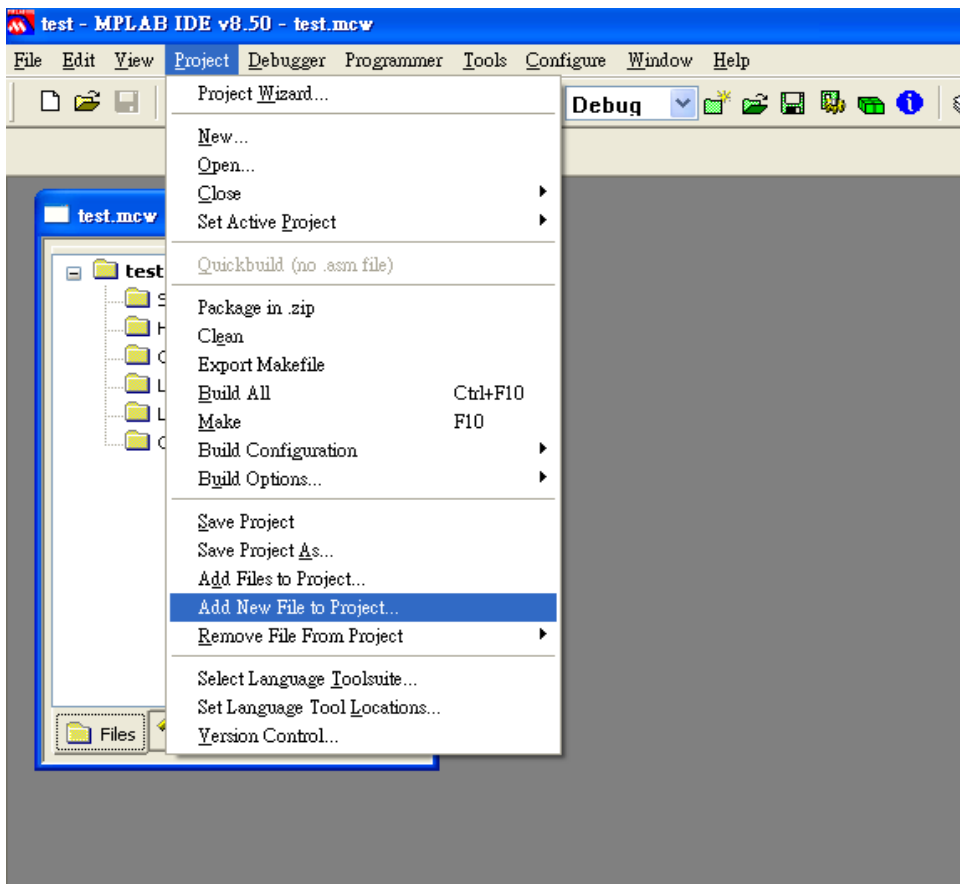 test - MPLAB IDE v8.50 - test.mcw
File Edit View Project Debugger Programmer Tools Configure Window Help
Debug
Project Wizard...
New...
Open...
Close
Set Active Project
Quickbuild (no .asm file)
Package in .zip
Clean
Export Makefile
Build All Ctrl+F10
Make F10
Build Configuration
Build Options...
Save Project
Save Project As...
Add Files to Project...
Add New File to Project...
Remove File From Project
Select Language Toolsuite...
Set Language Tool Locations...
Version Control...
test.mcw
test
Files